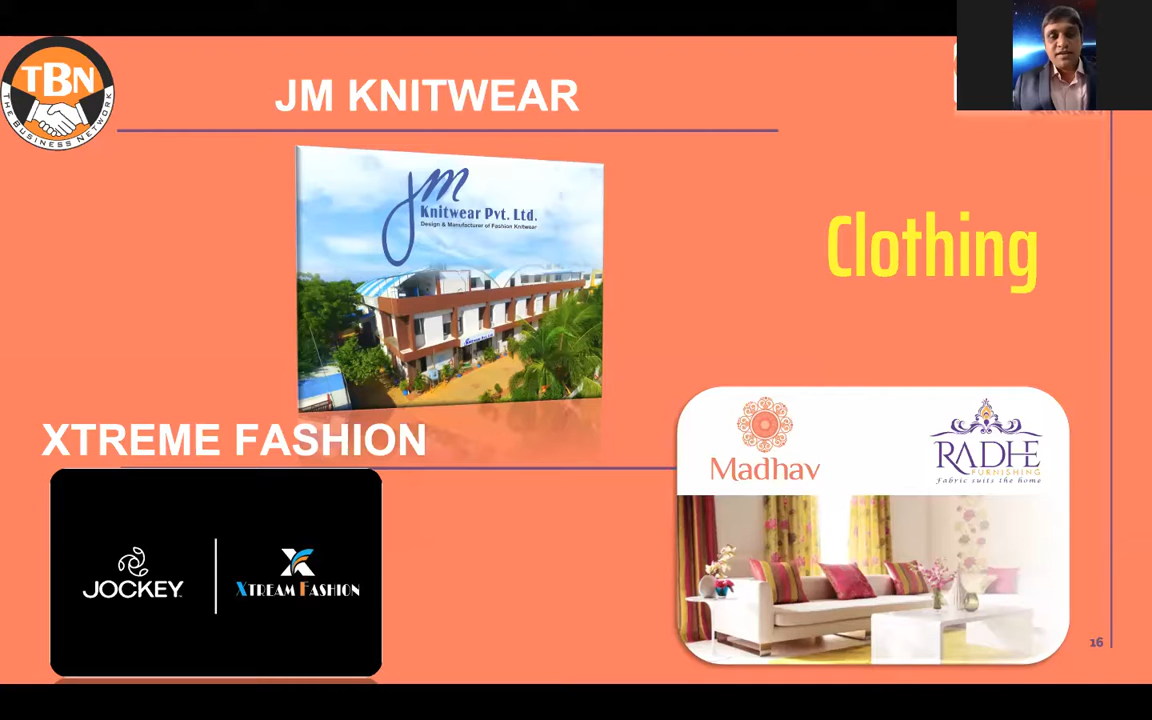 TBN
THE BUSINESS NETWORK
JM KNITWEAR
Jm
Knitwear Pvt. Ltd.
Design & Manufacturer of Fashion Knitwear
Clothing
XTREME FASHION
JOCKEY
XTREAM FASHION
Madhav
RADHE
FURNISHING
fabric suits the home
16